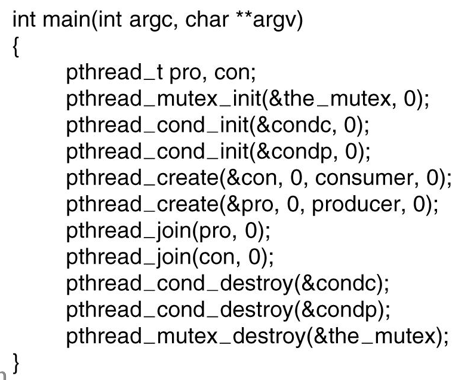 int main(int argc, char **argv)
{
pthread_t pro, con;
pthread_mutex_init(&the_mutex, 0);
pthread_cond_init(&condc, 0);
pthread_cond_init(&condp, 0);
pthread_create(&con, 0, consumer, 0);
pthread_create(&pro, 0, producer, 0);
pthread_join(pro, 0);
pthread_join(con, 0);
pthread_cond_destroy(&condc);
pthread_cond_destroy(&condp);
pthread_mutex_destroy(&the_mutex);
}